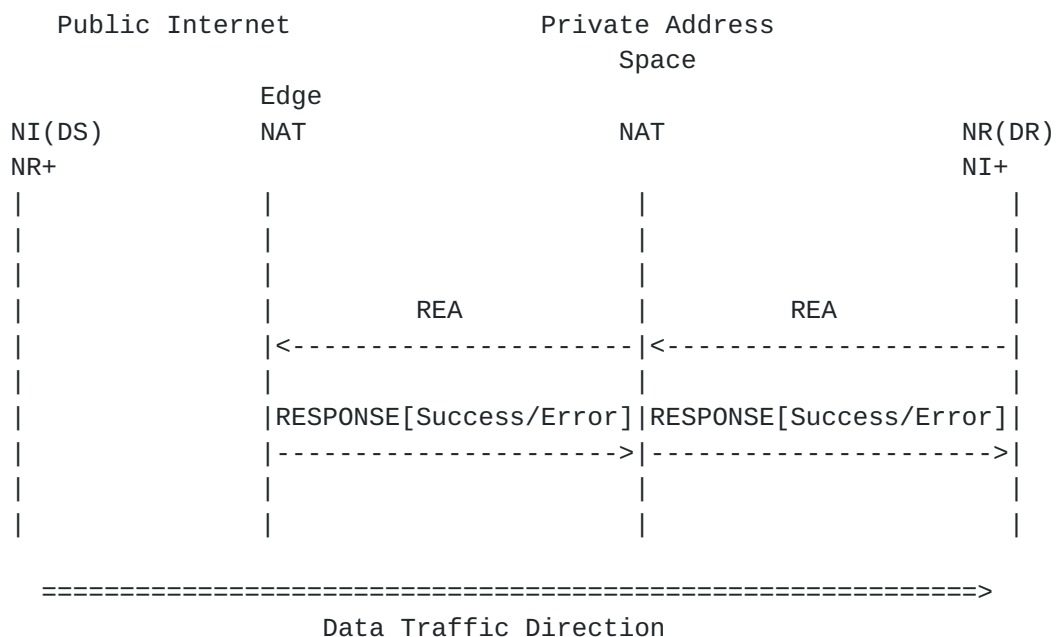 Public Internet                Private Address
                                    Space
             Edge
NI(DS)          NAT                    NAT                   NR(DR)
NR+                                                          NI+
|               |                       |                       |
|               |                       |                       |
|               |                       |                       |
|               |         REA           |         REA           |
|               |<----------------------|<----------------------|
|               |                       |                       |
|               |RESPONSE[Success/Error]|RESPONSE[Success/Error]|
|               |---------------------->|---------------------->|
|               |                       |                       |
|               |                       |                       |
============================================================>
Data Traffic Direction